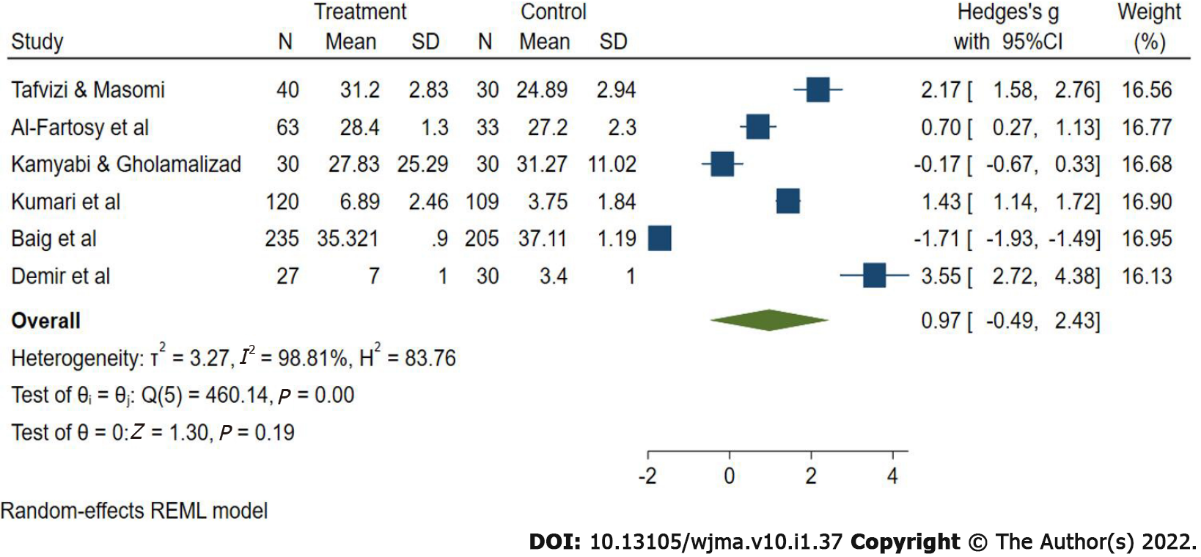 Treatment Control Hedges's g Weight
Study N Mean SD N Mean SD with 95%CI (%)
Tafvizi & Masomi 40 31.2 2.83 30 24.89 2.94 2.17 [ 1.58, 2.76] 16.56
Al-Fartosy et al 63 28.4 1.3 33 27.2 2.3 0.70 [ 0.27, 1.13] 16.77
Kamyabi & Gholamalizad 30 27.83 25.29 30 31.27 11.02 -0.17 [ -0.67, 0.33] 16.68
Kumari et al 120 6.89 2.46 109 3.75 1.84 1.43 [ 1.14, 1.72] 16.90
Baig et al 235 35.321 .9 205 37.11 1.19 -1.71 [ -1.93, -1.49] 16.95
Demir et al 27 7 1 30 3.4 1 3.55 [ 2.72, 4.38] 16.13
Overall 0.97 [ -0.49, 2.43]
Heterogeneity: τ² = 3.27, I² = 98.81%, H² = 83.76
Test of θᵢ = θⱼ: Q(5) = 460.14, P = 0.00
Test of θ = 0:Z = 1.30, P = 0.19
-2 0 2 4
Random-effects REML model
DOI: 10.13105/wjma.v10.i1.37 Copyright © The Author(s) 2022.